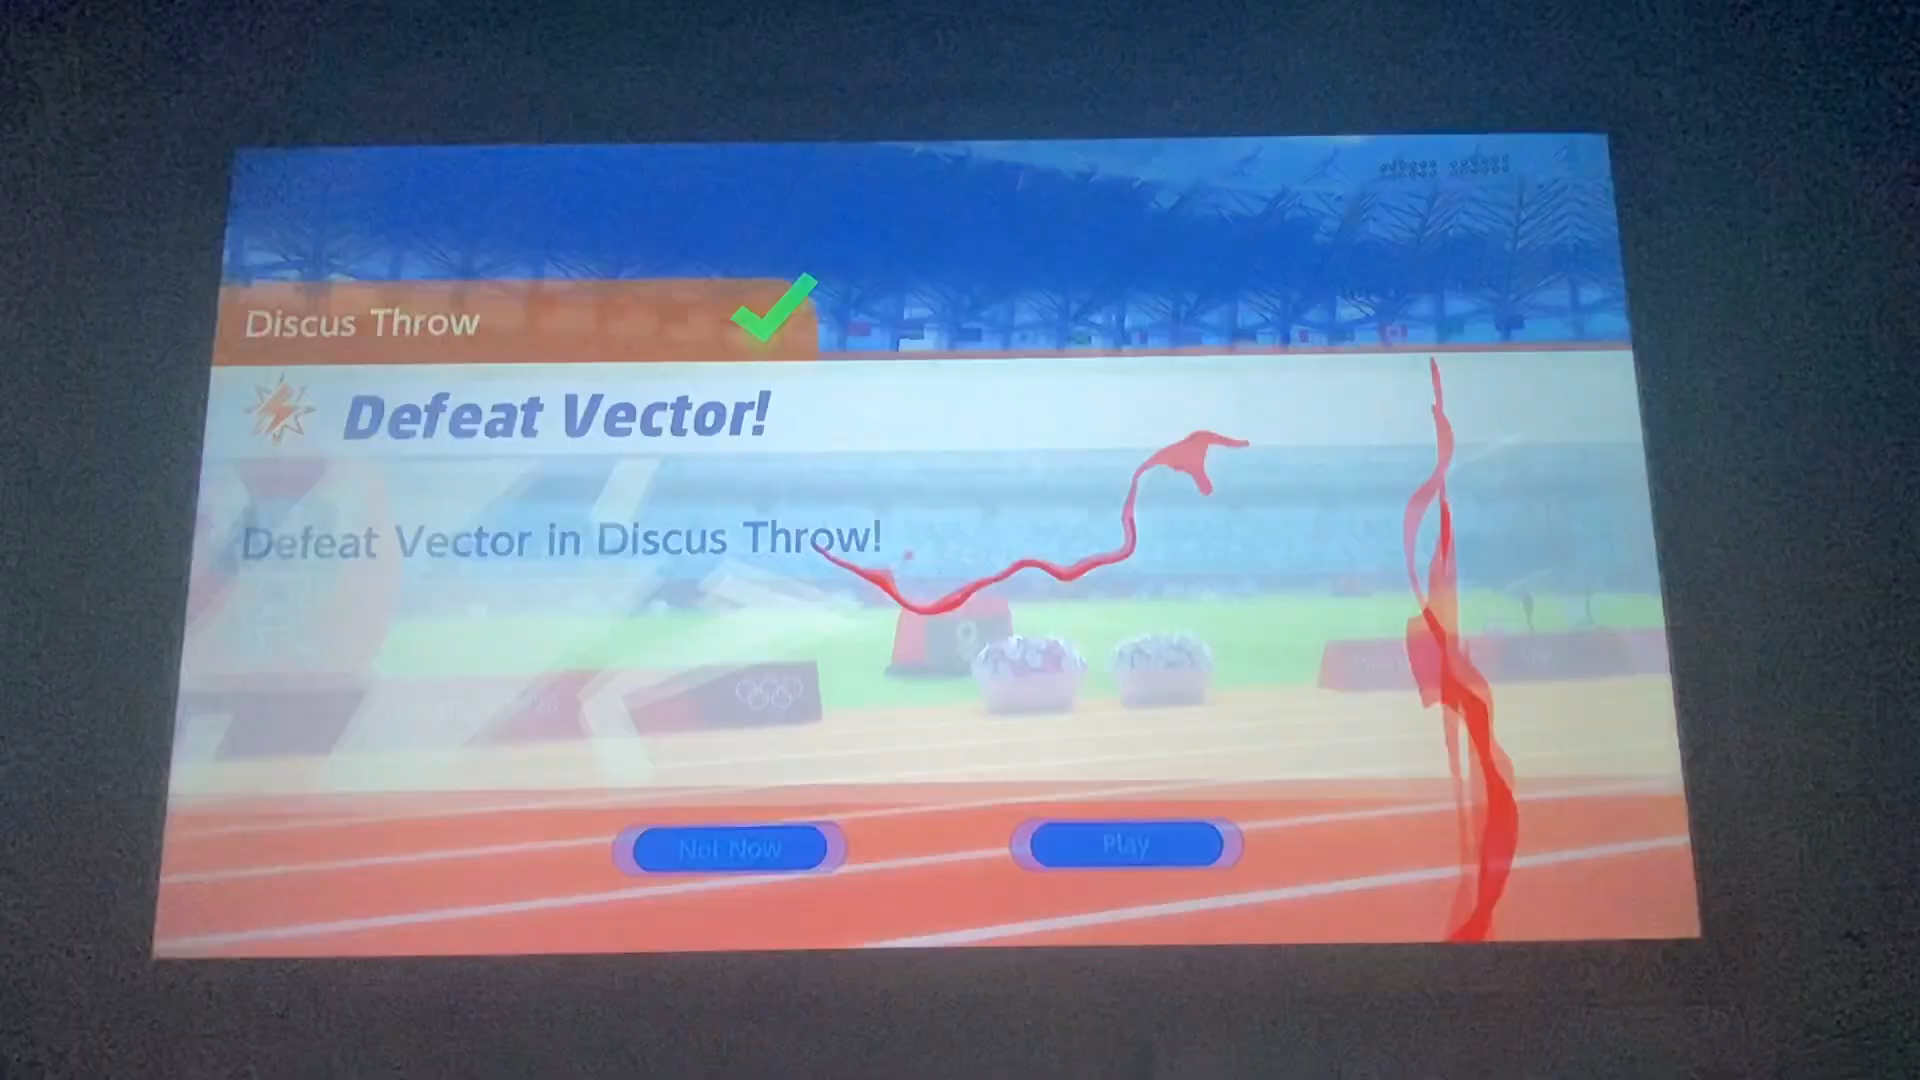 Discus Throw
Defeat Vector!
Defeat Vector in Discus Throw!
Not Now
Play